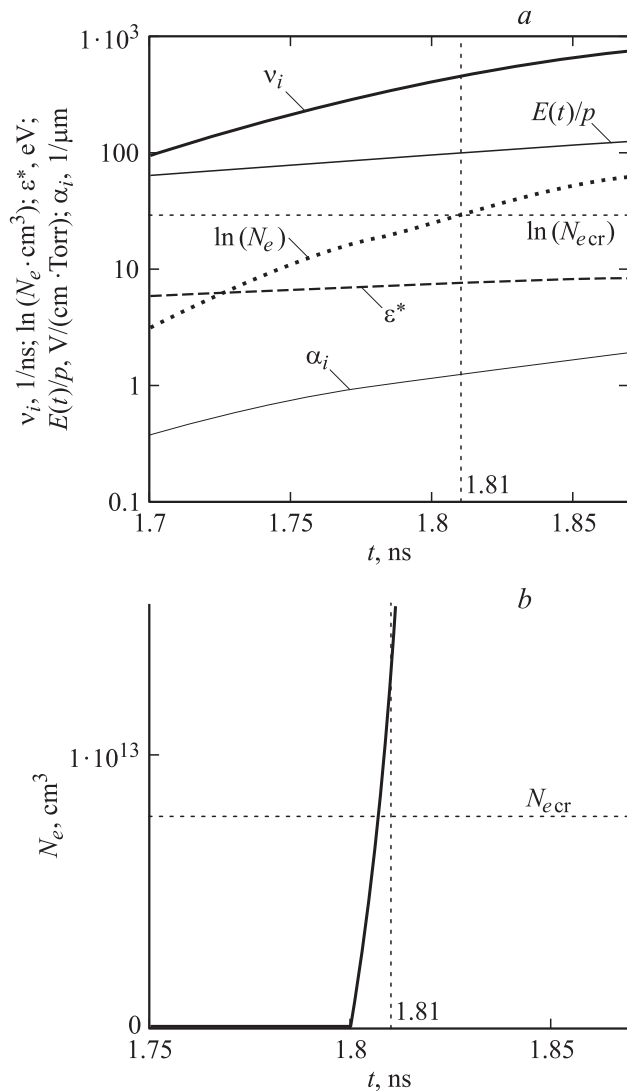 a
1·10³
100
10
1
0.1
ν_i, 1/ns; ln (N_e · cm³); ε*, eV;
E(t)/p, V/(cm · Torr); α_i, 1/μm
ν_i
E(t)/p
ln (N_e)
ln (N_e cr)
ε*
α_i
1.81
1.7 1.75 1.8 1.85
t, ns
b
1·10¹³
N_e, cm³
N_e cr
0
1.81
1.75 1.8 1.85
t, ns